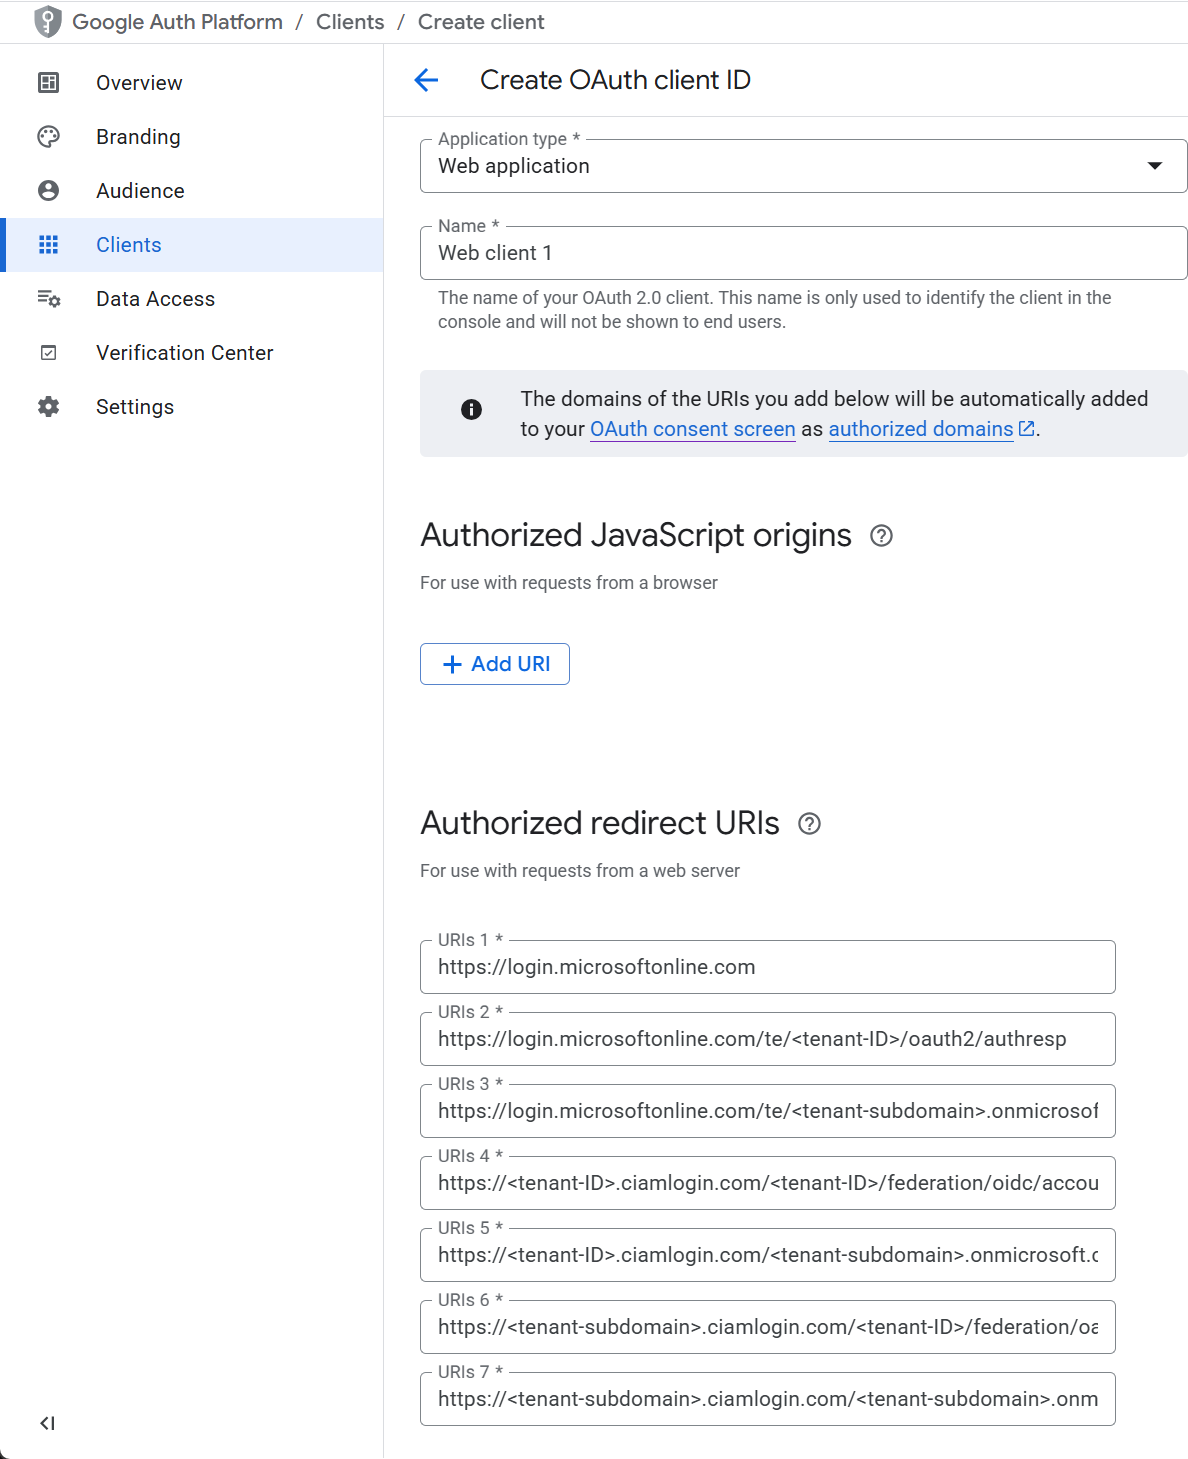 Google Auth Platform / Clients / Create client
Overview
Branding
Audience
Clients
Data Access
Verification Center
Settings
Create OAuth client ID
Application type *
Web application
Name *
Web client 1
The name of your OAuth 2.0 client. This name is only used to identify the client in the
console and will not be shown to end users.
The domains of the URIs you add below will be automatically added
to your OAuth consent screen as authorized domains.
Authorized JavaScript origins
For use with requests from a browser
+ Add URI
Authorized redirect URIs
For use with requests from a web server
URIs 1 *
https://login.microsoftonline.com
URIs 2 *
https://login.microsoftonline.com/te/<tenant-ID>/oauth2/authresp
URIs 3 *
https://login.microsoftonline.com/te/<tenant-subdomain>.onmicrosof
URIs 4 *
https://<tenant-ID>.ciamlogin.com/<tenant-ID>/federation/oidc/accou
URIs 5 *
https://<tenant-ID>.ciamlogin.com/<tenant-subdomain>.onmicrosoft.c
URIs 6 *
https://<tenant-subdomain>.ciamlogin.com/<tenant-ID>/federation/oa
URIs 7 *
https://<tenant-subdomain>.ciamlogin.com/<tenant-subdomain>.onm